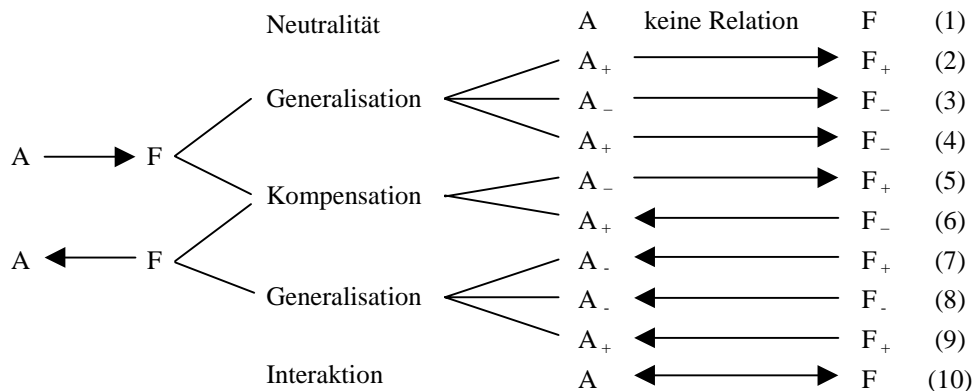 Neutralität A keine Relation F (1)
A + F + (2)
Generalisation A – F – (3)
A + F – (4)
A F
A – F + (5)
Kompensation
A + F – (6)
A F
A - F + (7)
Generalisation A - F - (8)
A + F + (9)
Interaktion A F (10)